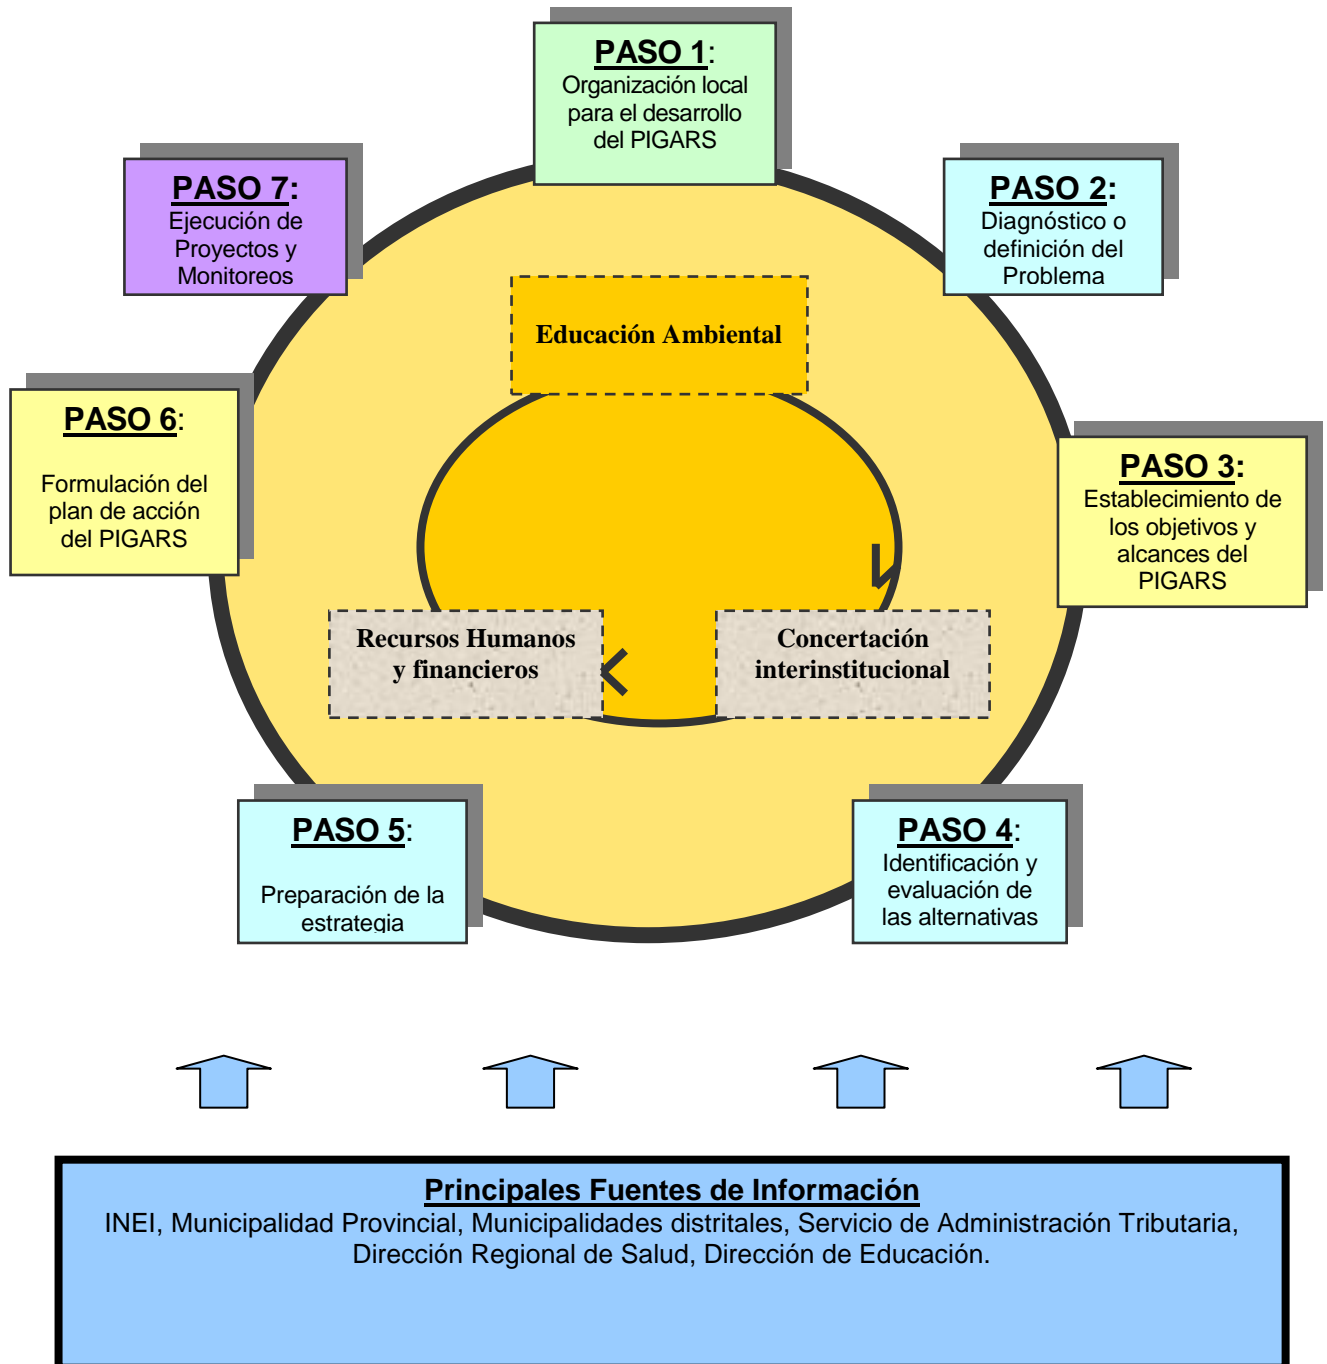 PASO 1:
Organización local
para el desarrollo
del PIGARS
PASO 2:
Diagnóstico o
definición del
Problema
PASO 3:
Establecimiento de
los objetivos y
alcances del
PIGARS
PASO 4:
Identificación y
evaluación de
las alternativas
PASO 5:
Preparación de la
estrategia
PASO 6:
Formulación del
plan de acción
del PIGARS
PASO 7:
Ejecución de
Proyectos y
Monitoreos
Educación Ambiental
Concertación
interinstitucional
Recursos Humanos
y financieros
Principales Fuentes de Información
INEI, Municipalidad Provincial, Municipalidades distritales, Servicio de Administración Tributaria,
Dirección Regional de Salud, Dirección de Educación.